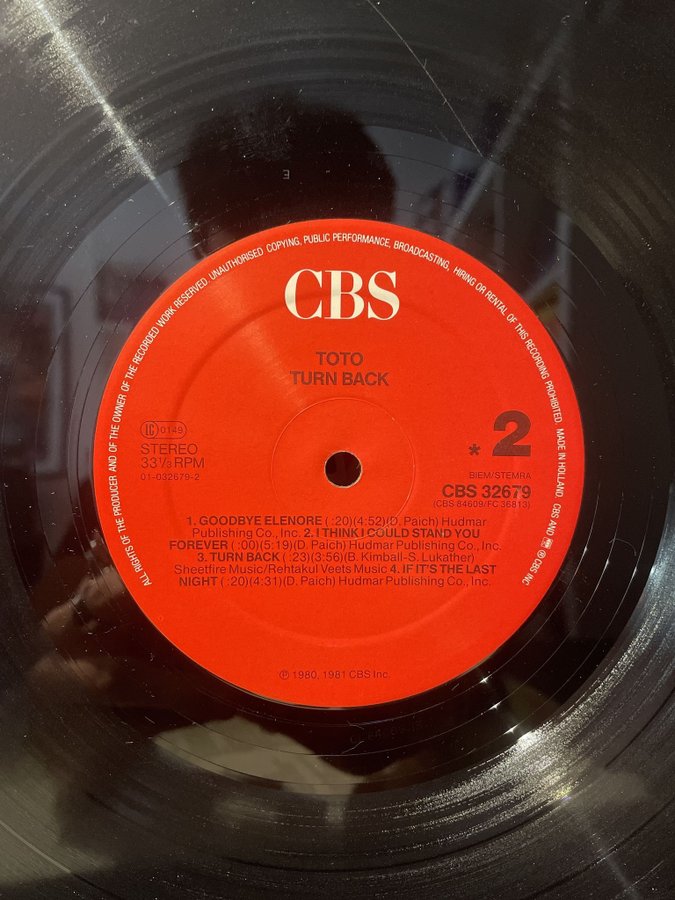 ALL RIGHTS OF THE PRODUCER AND OF THE OWNER OF THE RECORDED WORK RESERVED. UNAUTHORISED COPYING, PUBLIC PERFORMANCE, BROADCASTING, HIRING OR RENTAL OF THIS RECORDING PROHIBITED. MADE IN HOLLAND. CBS AND ℗ CBS INC
CBS
TOTO
TURN BACK
LC 0149
STEREO
33⅓ RPM
01-032679-2
* 2
BIEM/STEMRA
CBS 32679
(CBS 84609/FC 36813)
1. GOODBYE ELENORE ( :20)(4:52)(D. Paich) Hudmar
Publishing Co., Inc. 2. I THINK I COULD STAND YOU
FOREVER ( :00)(5:19)(D. Paich) Hudmar Publishing Co., Inc.
3. TURN BACK ( :23)(3:56)(B. Kimball-S. Lukather)
Sheetfire Music/Rehtakul Veets Music 4. IF IT'S THE LAST
NIGHT ( :20)(4:31)(D. Paich) Hudmar Publishing Co., Inc.
℗ 1980, 1981 CBS Inc.